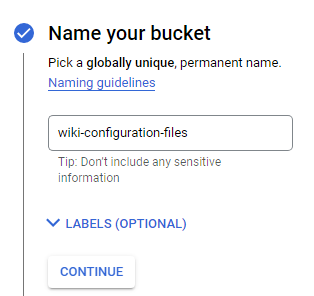 Name your bucket
Pick a globally unique, permanent name.
Naming guidelines
wiki-configuration-files
Tip: Don't include any sensitive
information
LABELS (OPTIONAL)
CONTINUE